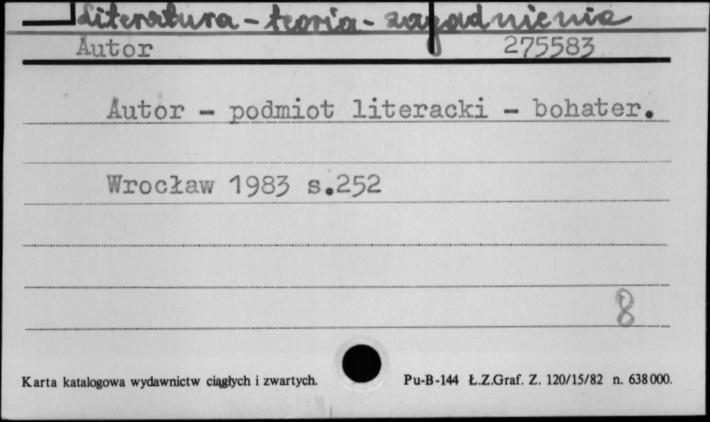 Literatura - teoria - zagadnienia
Autor 275583
Autor - podmiot literacki - bohater.
Wrocław 1983 s.252
8
Karta katalogowa wydawnictw ciągłych i zwartych. Pu-B-144 Ł.Z.Graf. Z. 120/15/82 n. 638000.